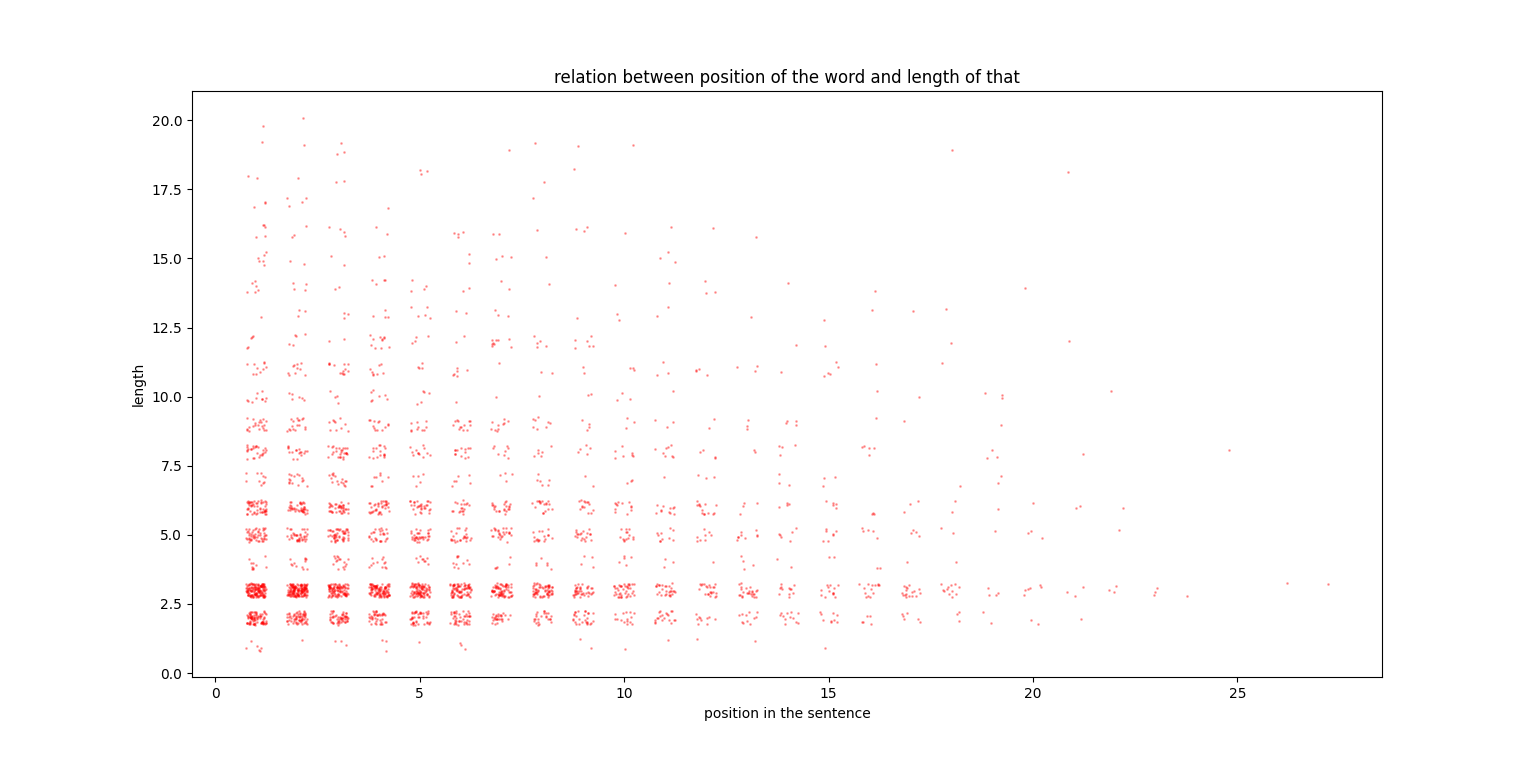 relation between position of the word and length of that
20.0
17.5
15.0
12.5
10.0
7.5
5.0
2.5
0.0
length
0 5 10 15 20 25
position in the sentence